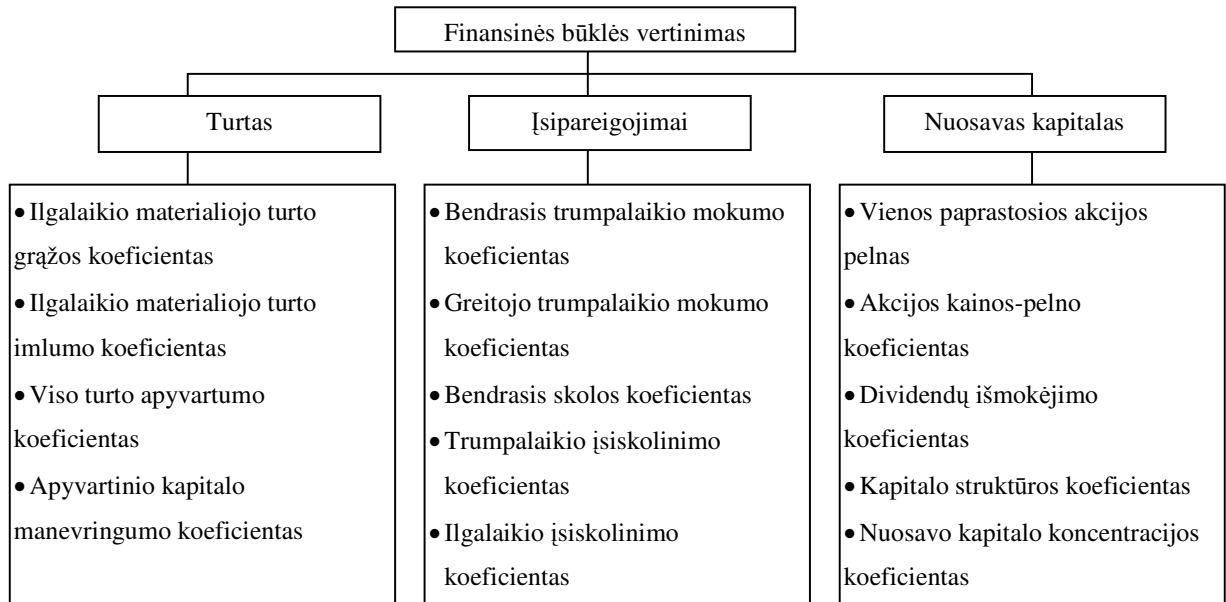 Finansinės būklės vertinimas
Turtas
Įsipareigojimai
Nuosavas kapitalas
• Ilgalaikio materialiojo turto
grąžos koeficientas
• Ilgalaikio materialiojo turto
imlumo koeficientas
• Viso turto apyvartumo
koeficientas
• Apyvartinio kapitalo
manevringumo koeficientas
• Bendrasis trumpalaikio mokumo
koeficientas
• Greitojo trumpalaikio mokumo
koeficientas
• Bendrasis skolos koeficientas
• Trumpalaikio įsiskolinimo
koeficientas
• Ilgalaikio įsiskolinimo
koeficientas
• Vienos paprastosios akcijos
pelnas
• Akcijos kainos-pelno
koeficientas
• Dividendų išmokėjimo
koeficientas
• Kapitalo struktūros koeficientas
• Nuosavo kapitalo koncentracijos
koeficientas